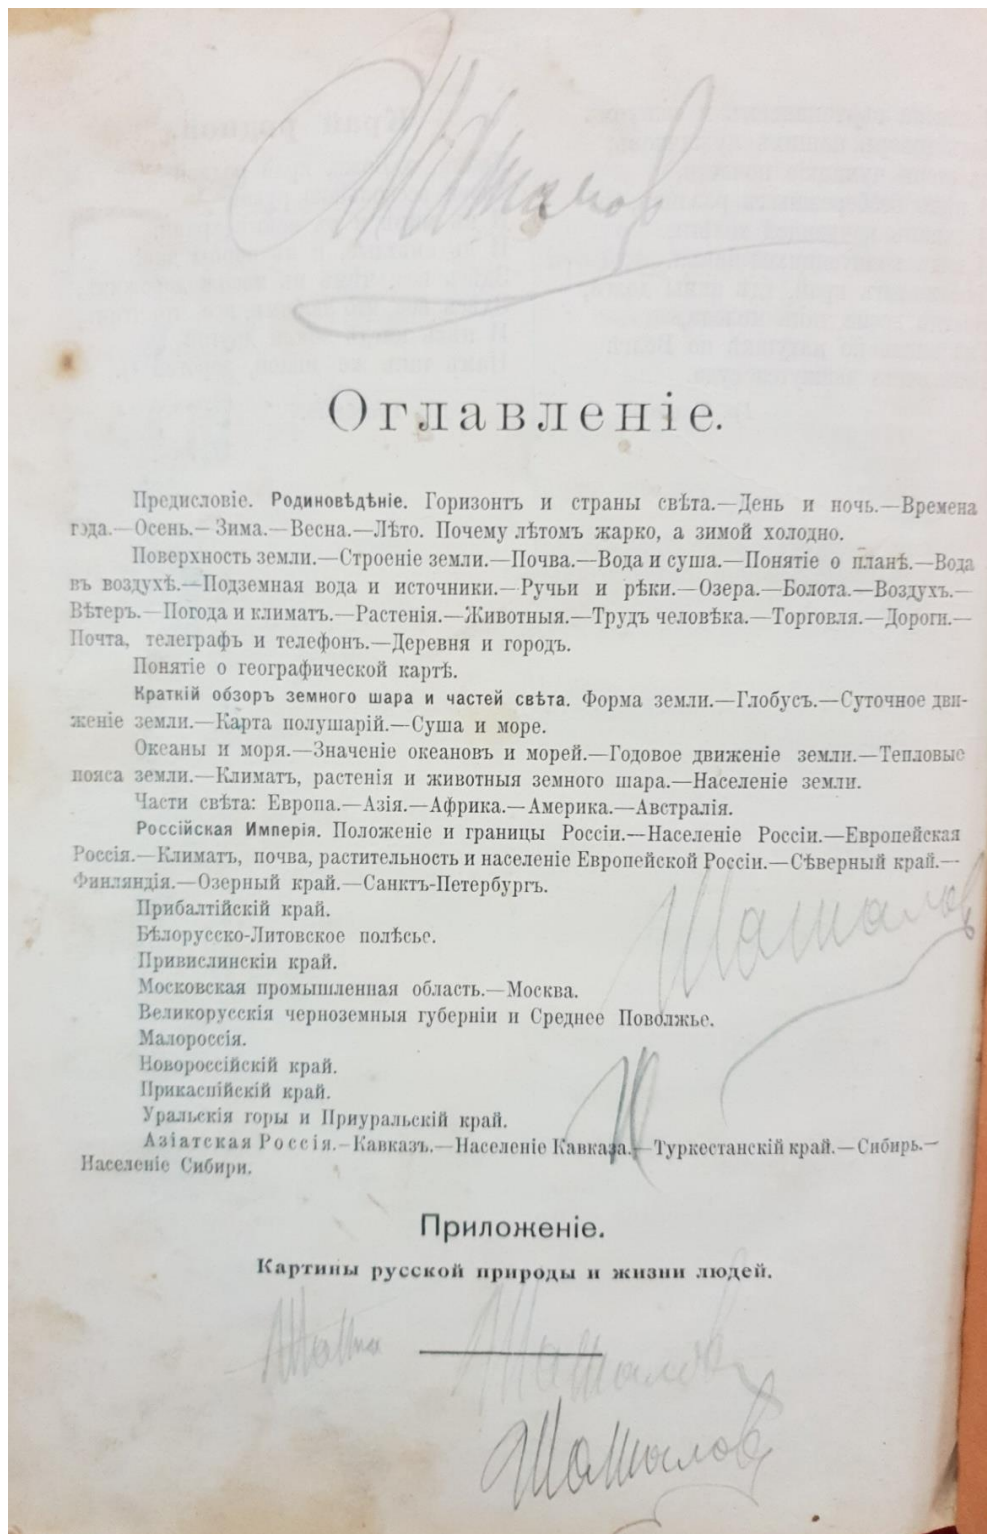 Оглавленіе.
Предисловіе. Родиновѣдѣніе. Горизонтъ и страны свѣта.—День и ночь.—Времена
года.—Осень.—Зима.—Весна.—Лѣто. Почему лѣтомъ жарко, а зимой холодно.
Поверхность земли.—Строеніе земли.—Почва.—Вода и суша.—Понятіе о планѣ.—Вода
въ воздухѣ.—Подземная вода и источники.—Ручьи и рѣки.—Озера.—Болота.—Воздухъ.—
Вѣтеръ.—Погода и климатъ.—Растенія.—Животныя.—Трудъ человѣка.—Торговля.—Дороги.—
Почта, телеграфъ и телефонъ.—Деревня и городъ.
Понятіе о географической картѣ.
Краткій обзоръ земного шара и частей свѣта. Форма земли.—Глобусъ.—Суточное дви-
женіе земли.—Карта полушарій.—Суша и море.
Океаны и моря.—Значеніе океановъ и морей.—Годовое движеніе земли.—Тепловые
пояса земли.—Климатъ, растенія и животныя земного шара.—Населеніе земли.
Части свѣта: Европа.—Азія.—Африка.—Америка.—Австралія.
Россійская Имперія. Положеніе и границы Россіи.—Населеніе Россіи.—Европейская
Россія.—Климатъ, почва, растительность и населеніе Европейской Россіи.—Сѣверный край.—
Финляндія.—Озерный край.—Санктъ-Петербургъ.
Прибалтійскій край.
Бѣлорусско-Литовское полѣсье.
Привислинскіи край.
Московская промышленная область.—Москва.
Великорусскія черноземныя губерніи и Среднее Поволжье.
Малороссія.
Новороссійскій край.
Прикаспійскій край.
Уральскія горы и Приуральскій край.
Азіатская Россія.—Кавказъ.—Населеніе Кавказа.—Туркестанскій край.—Сибирь.—
Населеніе Сибири.
Приложеніе.
Картины русской природы и жизни людей.